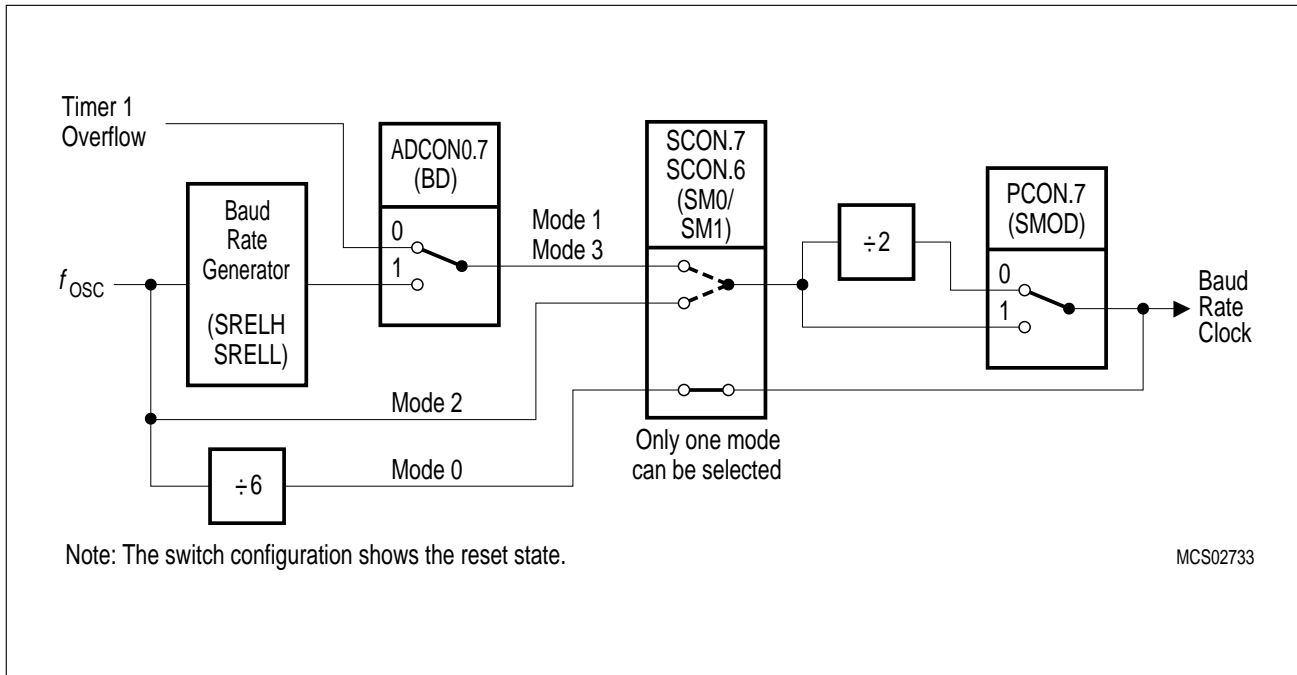 Timer 1
Overflow
ADCON0.7
(BD)
0
1
Baud
Rate
Generator
(SRELH
SRELL)
fOSC
Mode 1
Mode 3
Mode 2
Mode 0
÷6
SCON.7
SCON.6
(SM0/
SM1)
Only one mode
can be selected
÷2
PCON.7
(SMOD)
0
1
Baud
Rate
Clock
Note: The switch configuration shows the reset state.
MCS02733